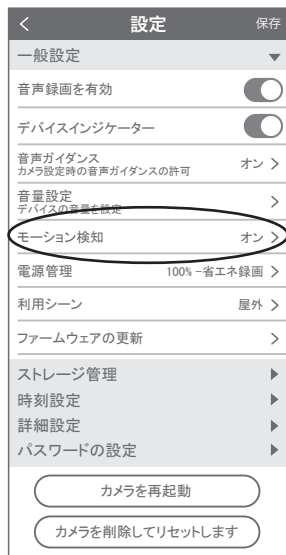 設定 保存
一般設定
音声録画を有効
デバイスインジケーター
音声ガイダンス オン
カメラ設定時の音声ガイダンスの許可
音量設定
デバイスの音量を設定
モーション検知 オン
電源管理 100% -省エネ録画
利用シーン 屋外
ファームウェアの更新
ストレージ管理
時刻設定
詳細設定
パスワードの設定
カメラを再起動
カメラを削除してリセットします